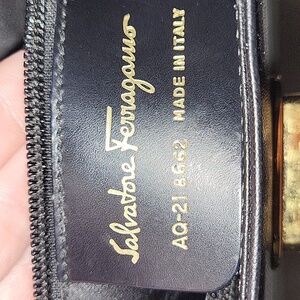 Salvatore Ferragamo
AQ-21 8662 MADE IN ITALY